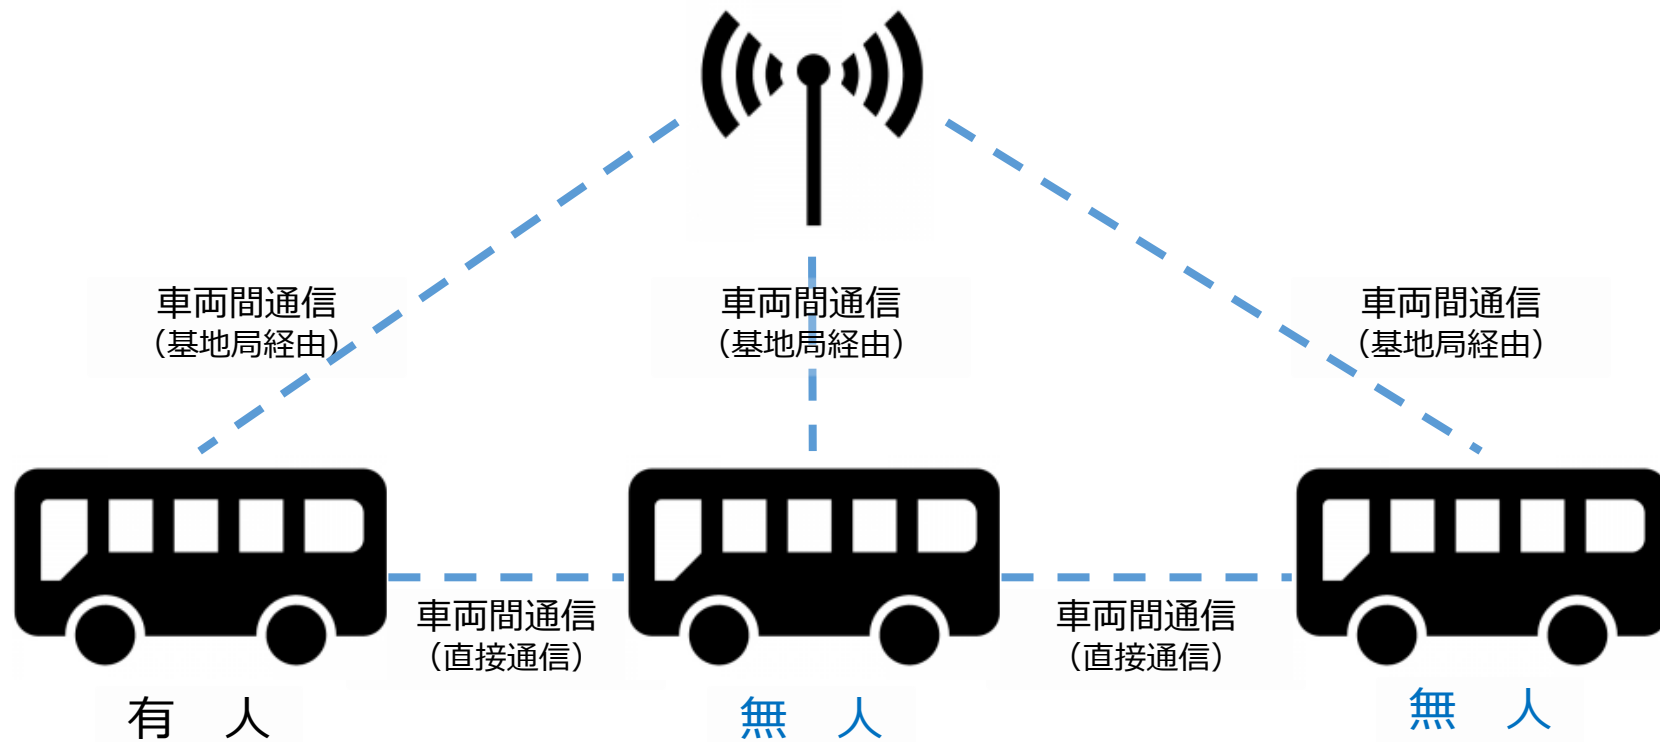 車両間通信
（基地局経由）
車両間通信
（基地局経由）
車両間通信
（基地局経由）
車両間通信
（直接通信）
車両間通信
（直接通信）
有　人
無　人
無　人